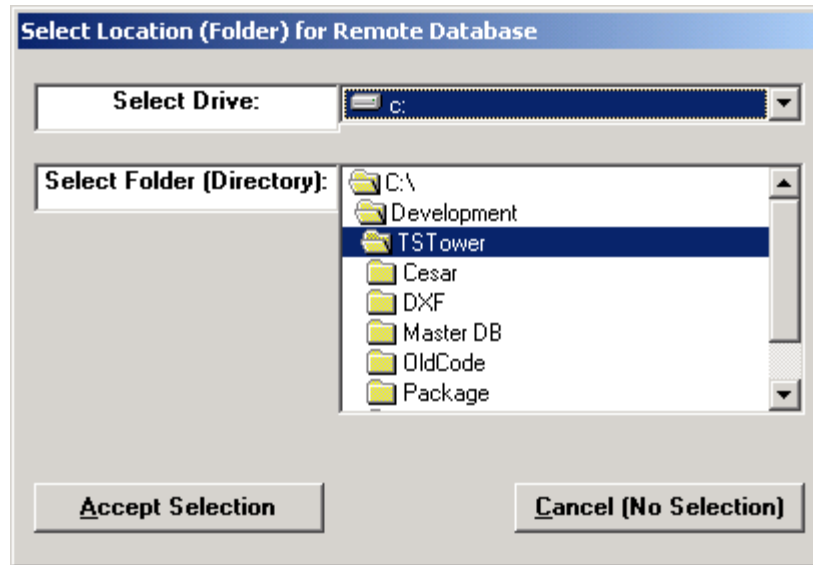 Select Location (Folder) for Remote Database
Select Drive:
c:
Select Folder (Directory):
C:\
Development
TSTower
Cesar
DXF
Master DB
OldCode
Package
Accept Selection
Cancel (No Selection)